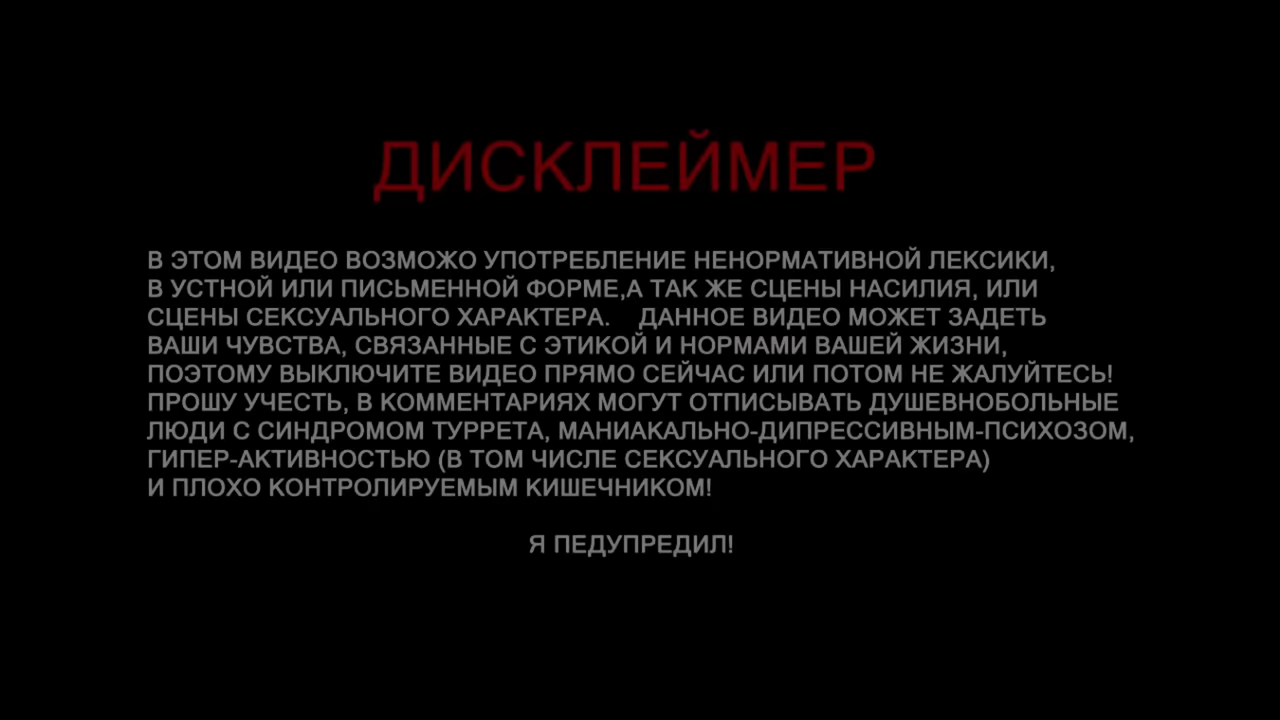 ДИСКЛЕЙМЕР
В ЭТОМ ВИДЕО ВОЗМОЖО УПОТРЕБЛЕНИЕ НЕНОРМАТИВНОЙ ЛЕКСИКИ,
В УСТНОЙ ИЛИ ПИСЬМЕННОЙ ФОРМЕ,А ТАК ЖЕ СЦЕНЫ НАСИЛИЯ, ИЛИ
СЦЕНЫ СЕКСУАЛЬНОГО ХАРАКТЕРА. ДАННОЕ ВИДЕО МОЖЕТ ЗАДЕТЬ
ВАШИ ЧУВСТВА, СВЯЗАННЫЕ С ЭТИКОЙ И НОРМАМИ ВАШЕЙ ЖИЗНИ,
ПОЭТОМУ ВЫКЛЮЧИТЕ ВИДЕО ПРЯМО СЕЙЧАС ИЛИ ПОТОМ НЕ ЖАЛУЙТЕСЬ!
ПРОШУ УЧЕСТЬ, В КОММЕНТАРИЯХ МОГУТ ОТПИСЫВАТЬ ДУШЕВНОБОЛЬНЫЕ
ЛЮДИ С СИНДРОМОМ ТУРРЕТА, МАНИАКАЛЬНО-ДИПРЕССИВНЫМ-ПСИХОЗОМ,
ГИПЕР-АКТИВНОСТЬЮ (В ТОМ ЧИСЛЕ СЕКСУАЛЬНОГО ХАРАКТЕРА)
И ПЛОХО КОНТРОЛИРУЕМЫМ КИШЕЧНИКОМ!
Я ПЕДУПРЕДИЛ!